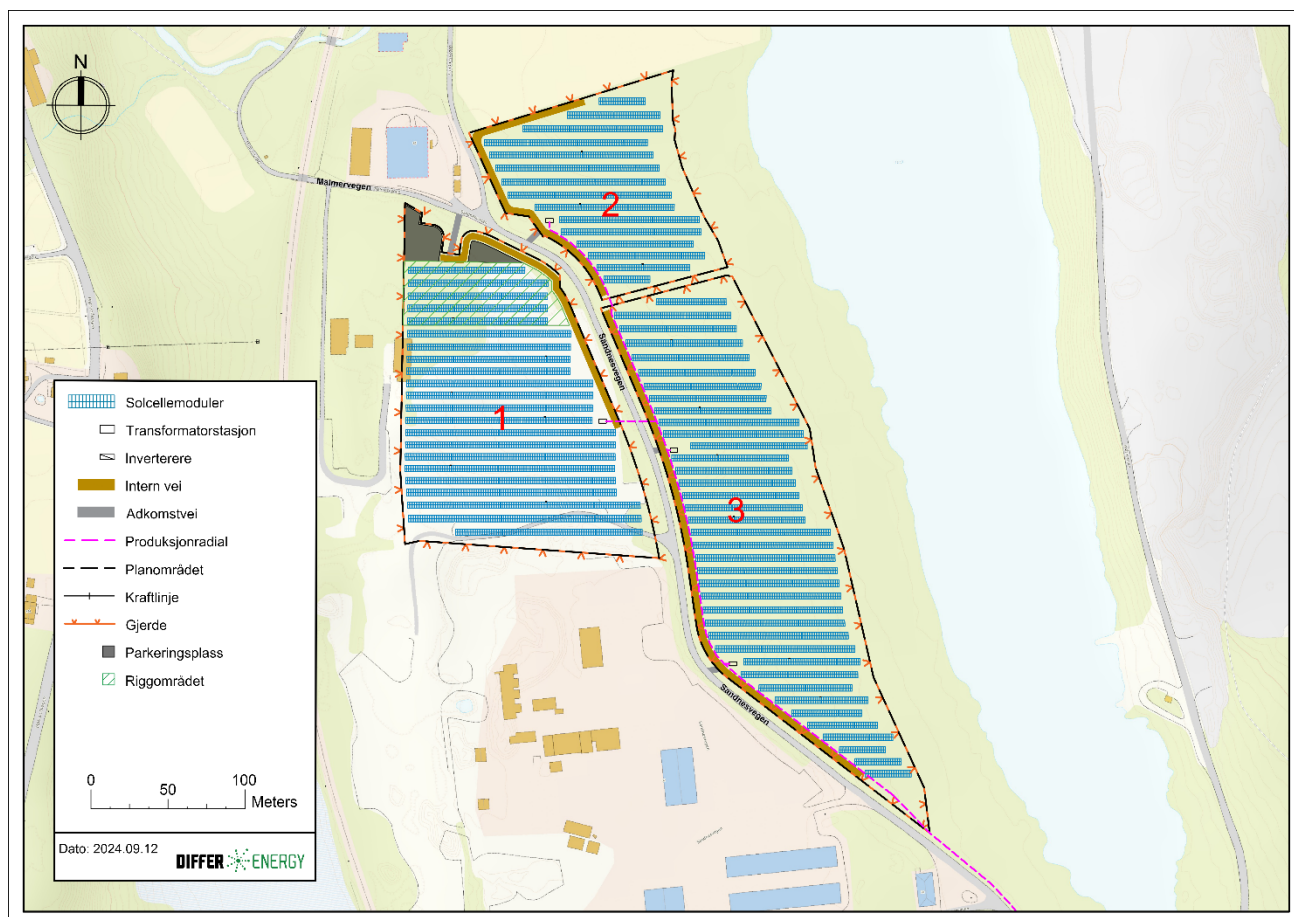 N
Malmervegen
2
Sandnesvegen
1
3
Sandnesvegen
Solcellemoduler
Transformatorstasjon
Inverterere
Intern vei
Adkomstvei
Produksjonradial
Planområdet
Kraftlinje
Gjerde
Parkeringsplass
Riggområdet
0 100
50 Meters
Dato: 2024.09.12
DIFFER ENERGY